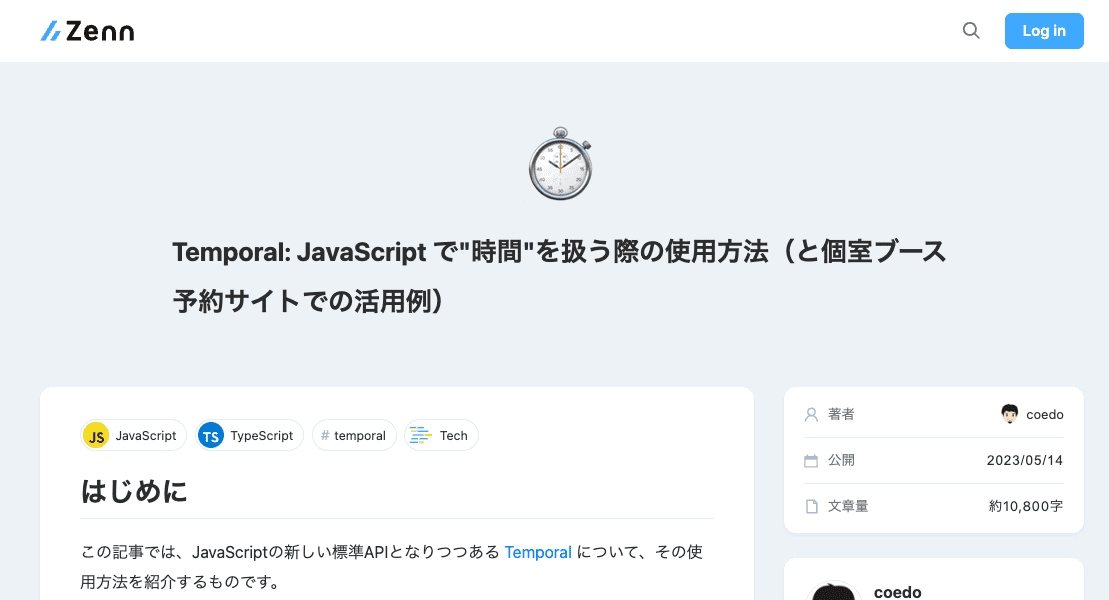 Zenn
Log in
Temporal: JavaScript で"時間"を扱う際の使用方法（と個室ブース
予約サイトでの活用例）
JS JavaScript
TS TypeScript
# temporal
Tech
はじめに
この記事では、JavaScriptの新しい標準APIとなりつつある Temporal について、その使
用方法を紹介するものです。
著者 coedo
公開 2023/05/14
文章量 約10,800字
coedo